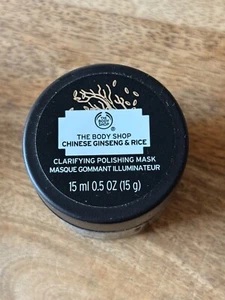 THE
BODY
SHOP
THE BODY SHOP
®
CHINESE GINSENG & RICE
CLARIFYING POLISHING MASK
MASQUE GOMMANT ILLUMINATEUR
15 ml 0.5 OZ (15 g)